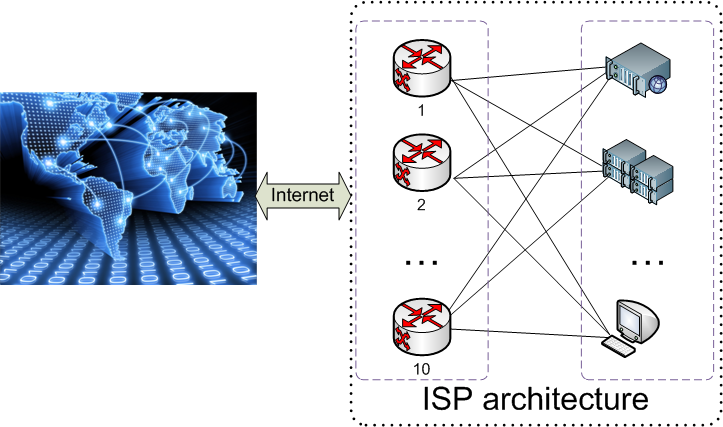 1
2
Internet
...
...
10
ISP architecture